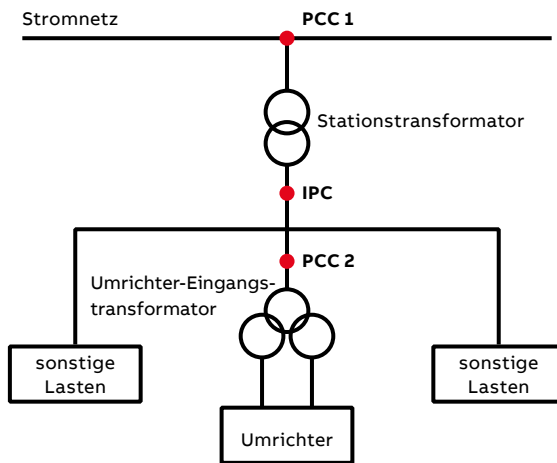 Stromnetz
PCC 1
Stationstransformator
IPC
PCC 2
Umrichter-Eingangs-
transformator
sonstige
Lasten
sonstige
Lasten
Umrichter